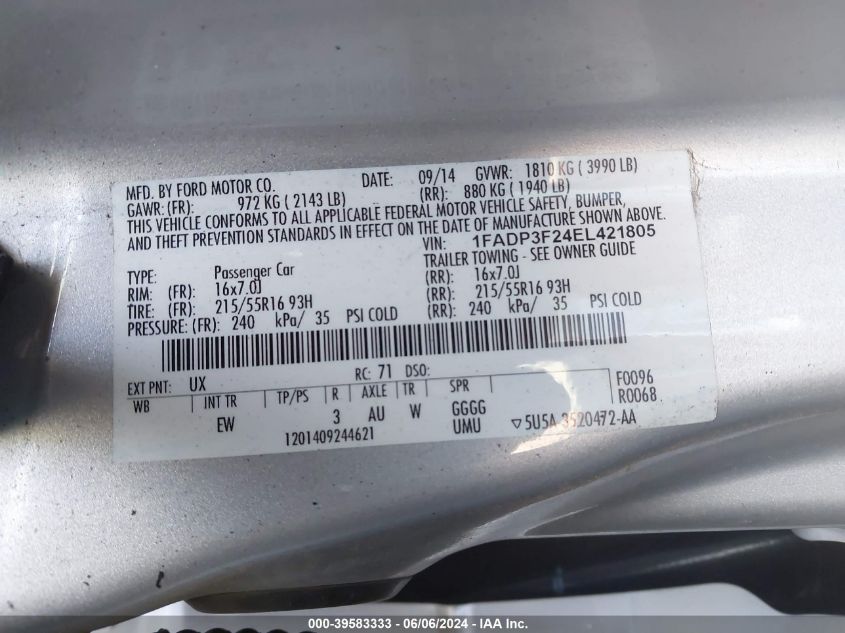 MFD. BY FORD MOTOR CO. DATE: 09/14 GVWR: 1810 KG ( 3990 LB)
GAWR: (FR): 972 KG ( 2143 LB) (RR): 880 KG ( 1940 LB)
THIS VEHICLE CONFORMS TO ALL APPLICABLE FEDERAL MOTOR VEHICLE SAFETY, BUMPER,
AND THEFT PREVENTION STANDARDS IN EFFECT ON THE DATE OF MANUFACTURE SHOWN ABOVE.
VIN: 1FADP3F24EL421805
TRAILER TOWING - SEE OWNER GUIDE
TYPE: Passenger Car
RIM: (FR): 16x7.0J (RR): 16x7.0J
TIRE: (FR): 215/55R16 93H (RR): 215/55R16 93H
PRESSURE: (FR): 240 kPa/ 35 PSI COLD (RR): 240 kPa/ 35 PSI COLD
EXT PNT: UX RC: 71 DSO: F0096
WB INT TR TP/PS R AXLE TR SPR R0068
EW 3 AU W GGGG
UMU ▽5U5A-3520472-AA
1201409244621
000-39583333 - 06/06/2024 - IAA Inc.